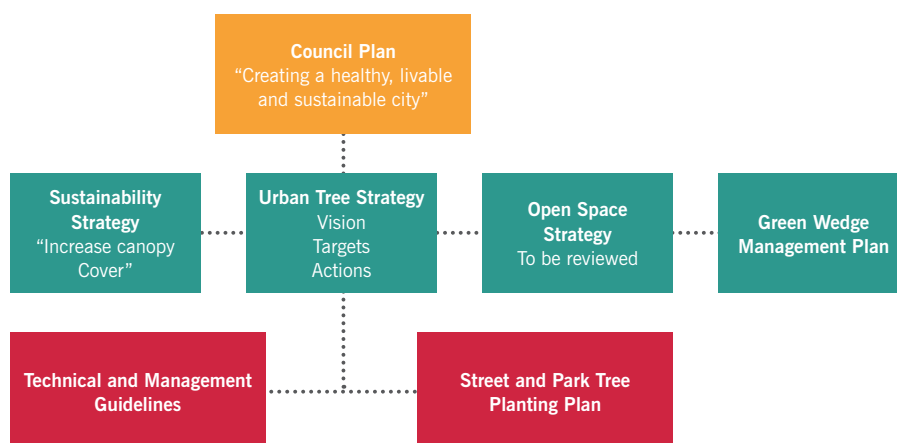 Council Plan
“Creating a healthy, livable
and sustainable city”
Sustainability
Strategy
“Increase canopy
Cover”
Urban Tree Strategy
Vision
Targets
Actions
Open Space
Strategy
To be reviewed
Green Wedge
Management Plan
Technical and Management
Guidelines
Street and Park Tree
Planting Plan